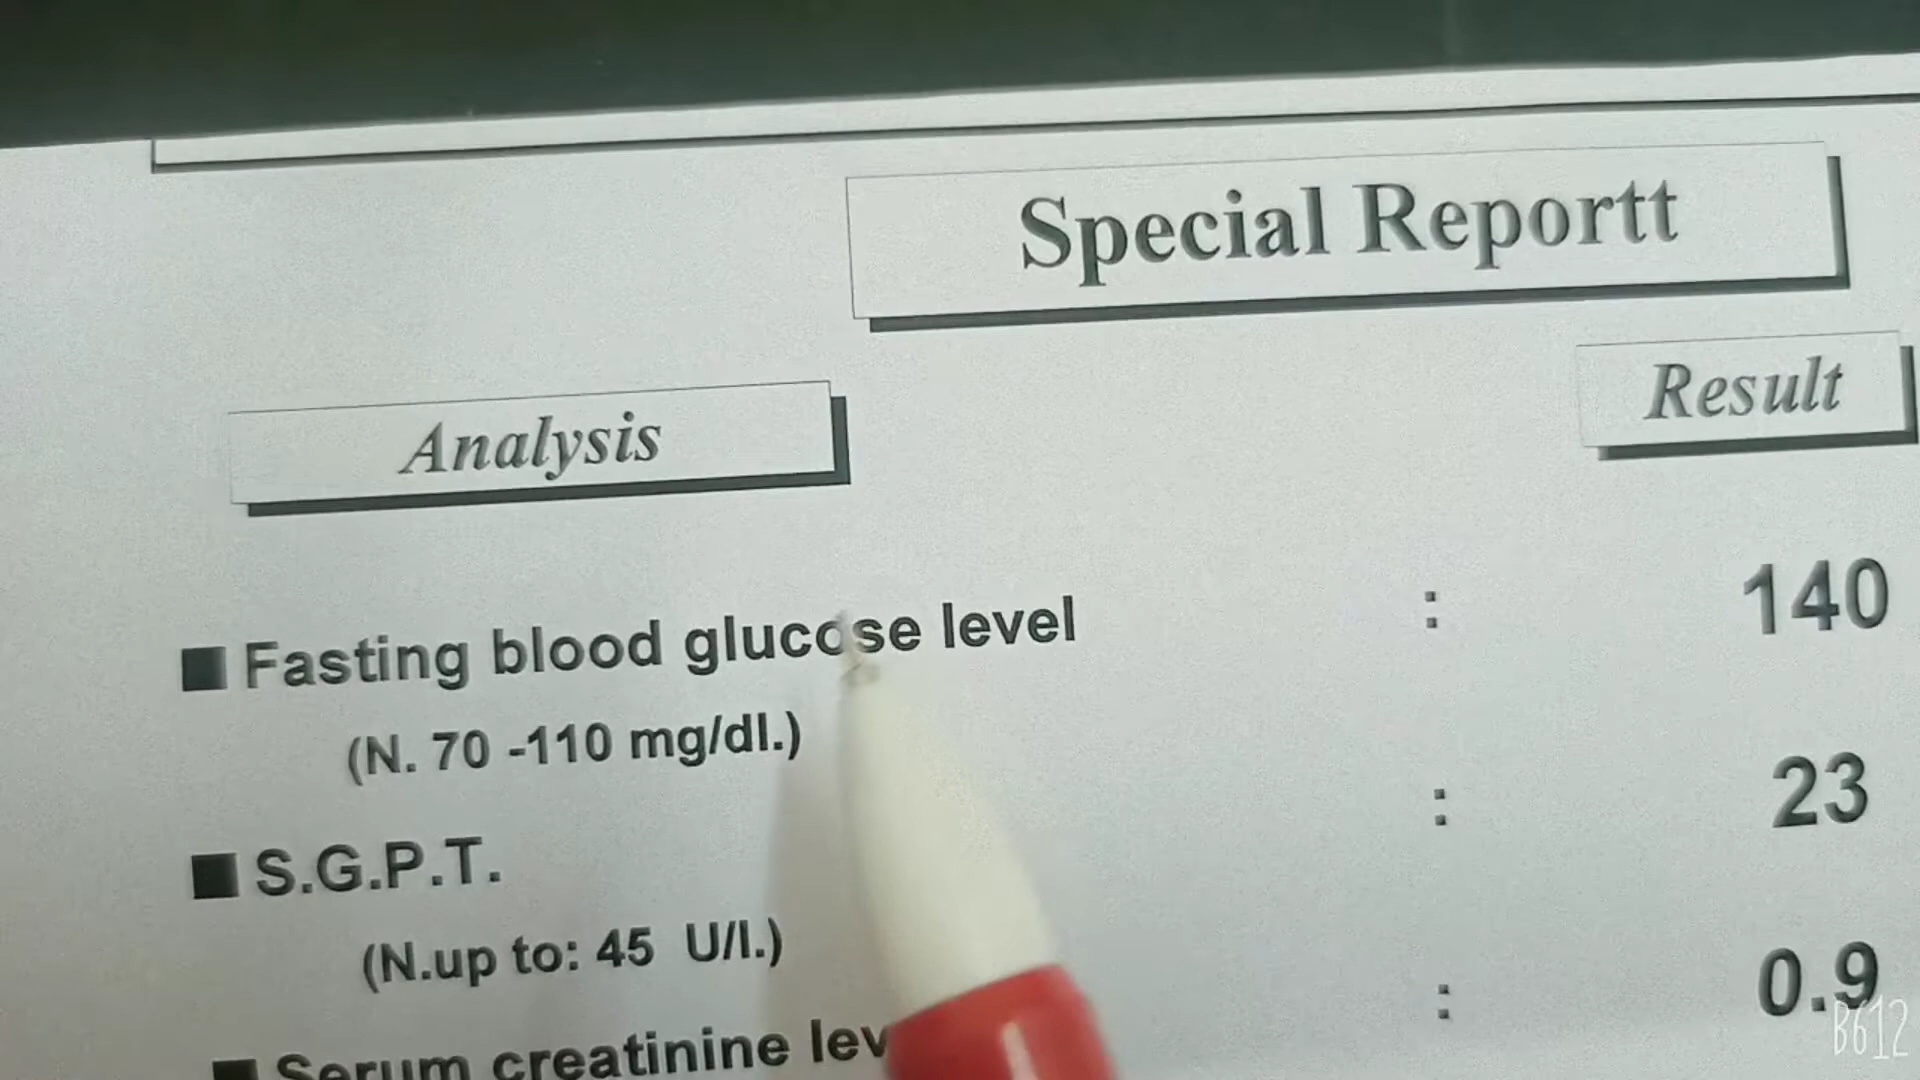 Special Reportt
Analysis
Result
■ Fasting blood glucose level : 140
(N. 70 -110 mg/dl.)
■ S.G.P.T. : 23
(N.up to: 45 U/l.)
■ Serum creatinine lev : 0.9
B612